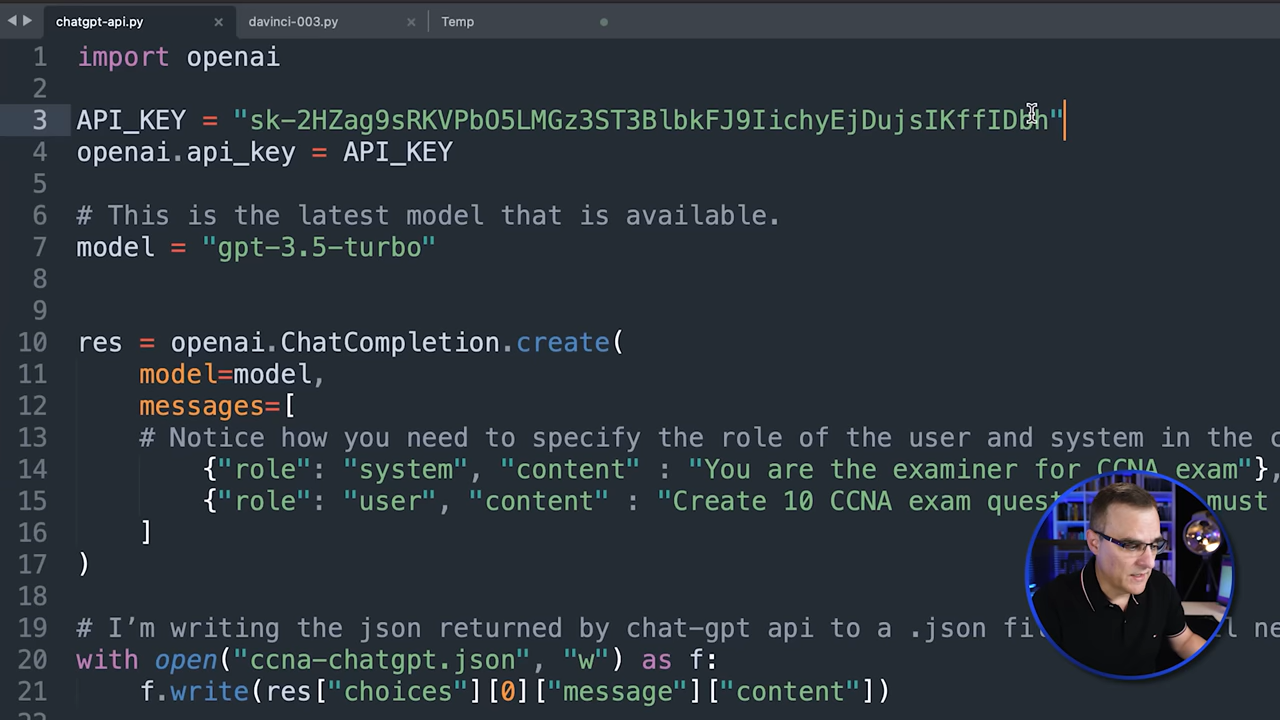 chatgpt-api.py × davinci-003.py × Temp
1 import openai
2
3 API_KEY = ""
4 openai.api_key = API_KEY
5
6 # This is the latest model that is available.
7 model = "gpt-3.5-turbo"
8
9
10 res = openai.ChatCompletion.create(
11 model=model,
12 messages=[
13 # Notice how you need to specify the role of the user and system in the
14 {"role": "system", "content" : "You are the examiner for CCNA exam"},
15 {"role": "user", "content" : "Create 10 CCNA exam must
16 ]
17 )
18
19 # I’m writing the json returned by chat-gpt api to a .json
20 with open("ccna-chatgpt.json", "w") as f:
21 f.write(res["choices"][0]["message"]["content"])
22